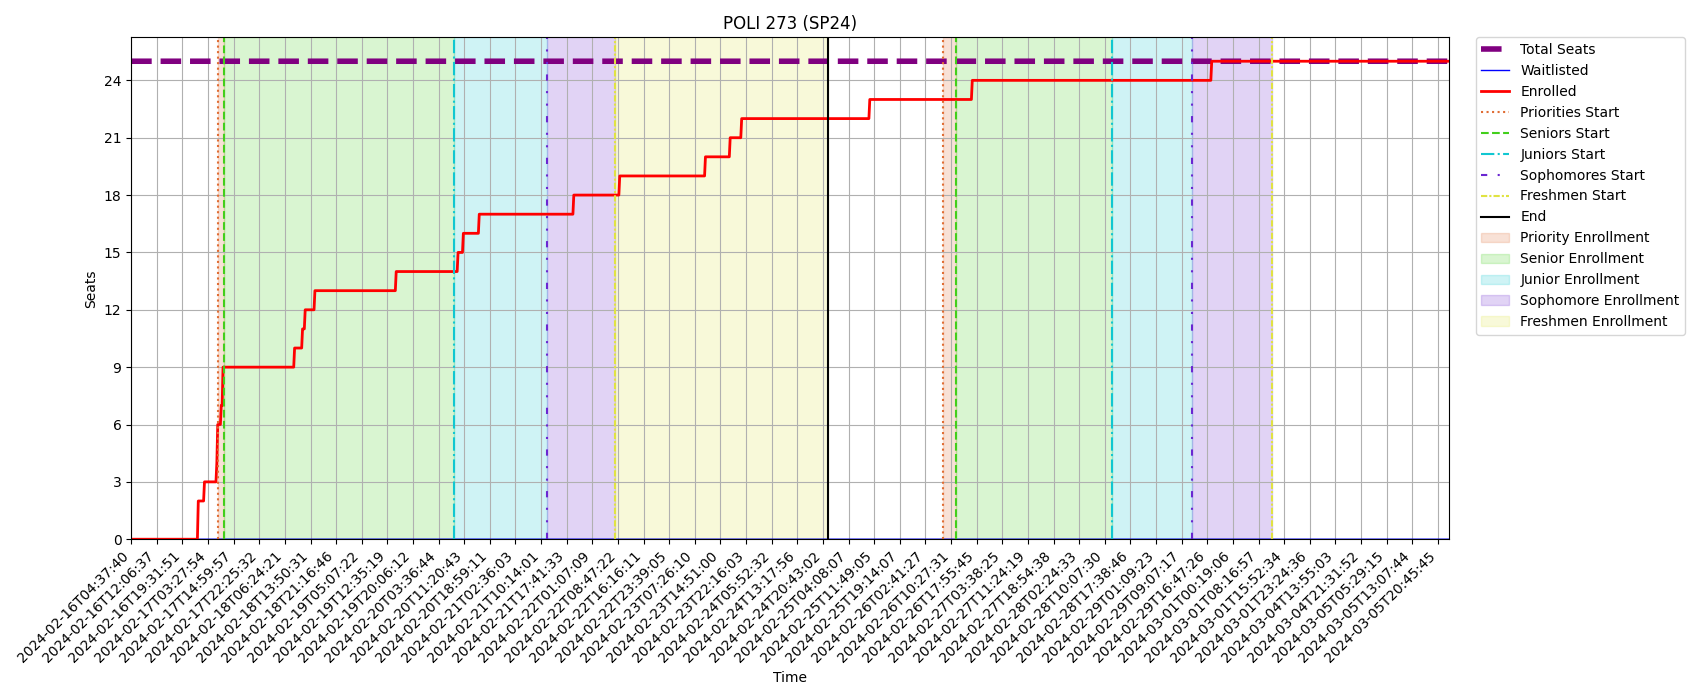 POLI 273 (SP24)
Total Seats
Waitlisted
Enrolled
Priorities Start
Seniors Start
Juniors Start
Sophomores Start
Freshmen Start
End
Priority Enrollment
Senior Enrollment
Junior Enrollment
Sophomore Enrollment
Freshmen Enrollment
Seats
24
21
18
15
12
9
6
3
0
2024-02-16T04:37:40
2024-02-16T12:06:37
2024-02-16T19:31:51
2024-02-17T03:27:54
2024-02-17T14:59:57
2024-02-17T22:25:32
2024-02-18T06:24:21
2024-02-18T13:50:31
2024-02-18T21:16:46
2024-02-19T05:07:22
2024-02-19T12:35:19
2024-02-19T20:06:12
2024-02-20T03:36:44
2024-02-20T11:20:43
2024-02-20T18:59:11
2024-02-21T02:36:03
2024-02-21T10:14:01
2024-02-21T17:41:33
2024-02-22T01:07:09
2024-02-22T08:47:22
2024-02-22T16:16:11
2024-02-22T23:39:05
2024-02-23T07:26:10
2024-02-23T14:51:00
2024-02-23T22:16:03
2024-02-24T05:52:32
2024-02-24T13:17:56
2024-02-24T20:43:02
2024-02-25T04:08:07
2024-02-25T11:49:05
2024-02-25T19:14:07
2024-02-26T02:41:27
2024-02-26T10:27:31
2024-02-26T17:55:45
2024-02-27T03:38:25
2024-02-27T11:24:19
2024-02-27T18:54:38
2024-02-28T02:24:33
2024-02-28T10:07:30
2024-02-28T17:38:46
2024-02-29T01:09:23
2024-02-29T09:07:17
2024-02-29T16:47:26
2024-03-01T00:19:06
2024-03-01T08:16:57
2024-03-01T15:52:34
2024-03-01T23:24:36
2024-03-04T13:55:03
2024-03-04T21:31:52
2024-03-05T05:29:15
2024-03-05T13:07:44
2024-03-05T20:45:45
Time